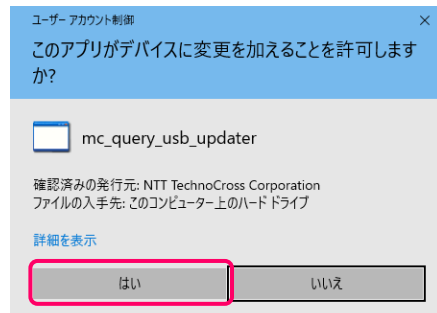 ユーザー アカウント制御
このアプリがデバイスに変更を加えることを許可します
か?
mc_query_usb_updater
確認済みの発行元: NTT TechnoCross Corporation
ファイルの入手先: このコンピューター上のハード ドライブ
詳細を表示
はい
いいえ